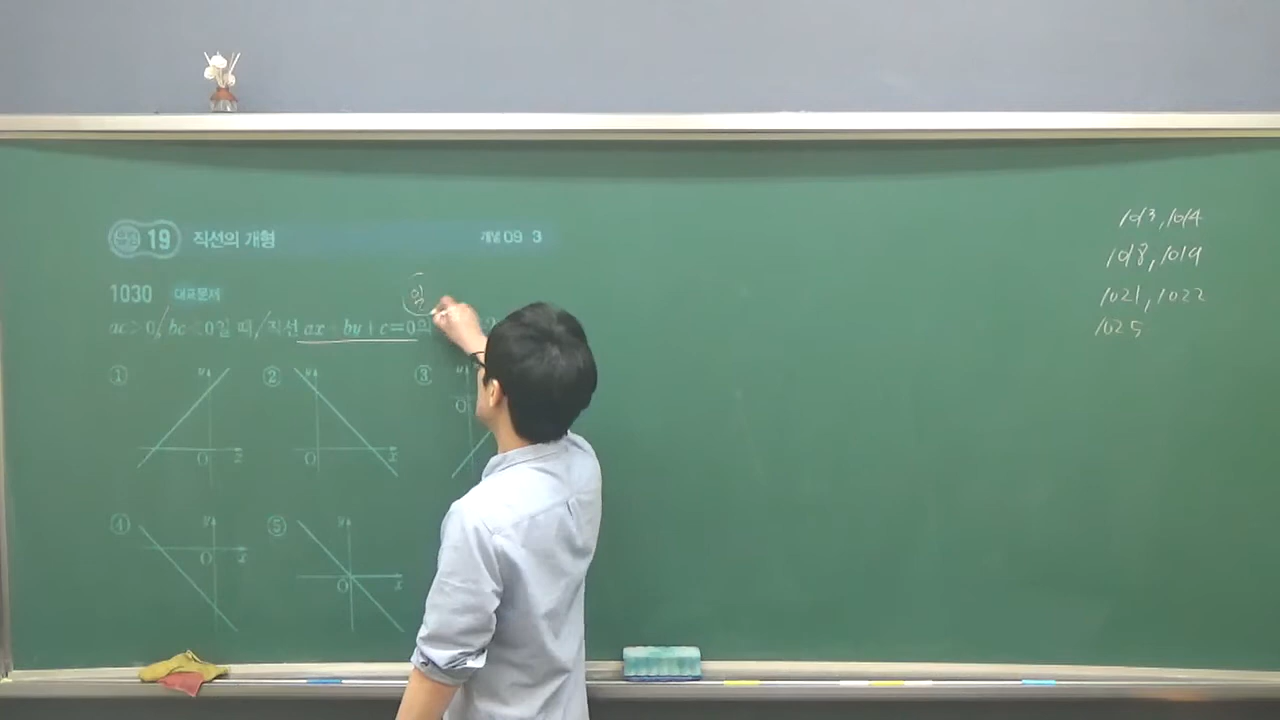 유형 19 직선의 개형 개념 09 3
1030 대표문제
일
ac>0, bc<0일 때, 직선 ax+by+c=0의
① ② ③
y y y
O x O x O
④ ⑤
y y
O x O x
1013, 1014
1018, 1019
1021, 1022
1025